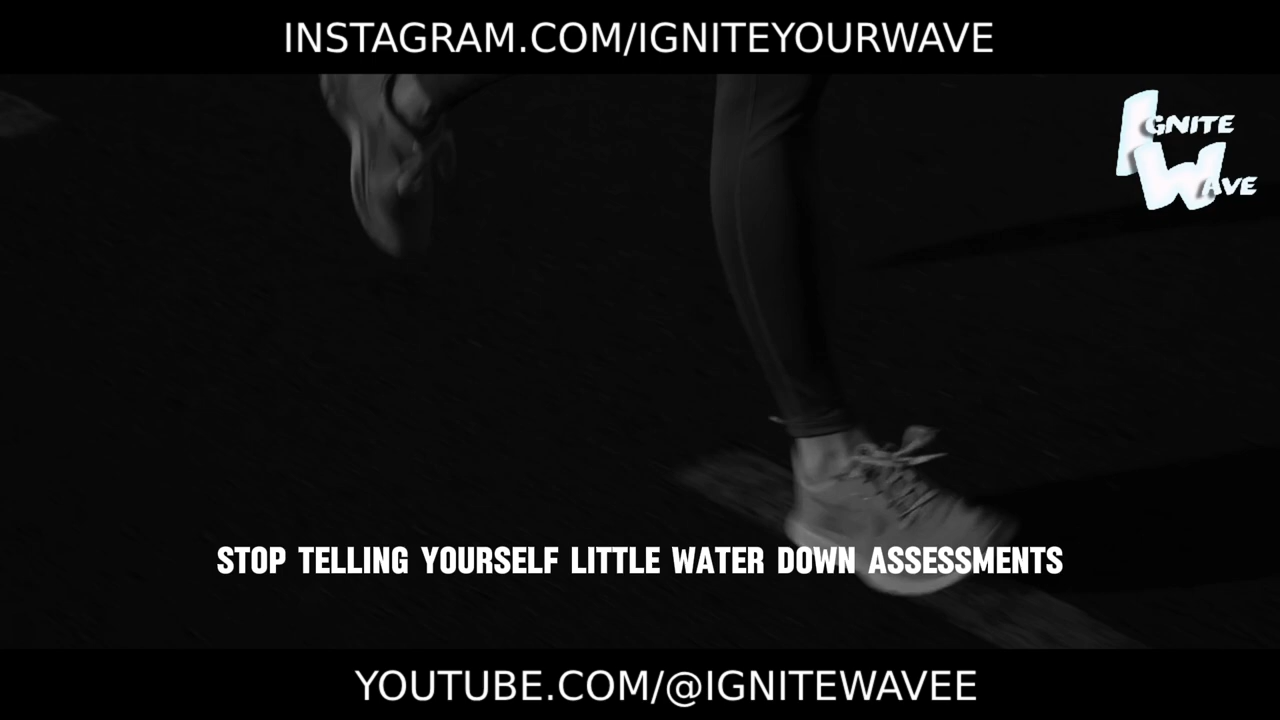 INSTAGRAM.COM/IGNITEYOURWAVE
IGNITE
WAVE
STOP TELLING YOURSELF LITTLE WATER DOWN ASSESSMENTS
YOUTUBE.COM/@IGNITEWAVEE